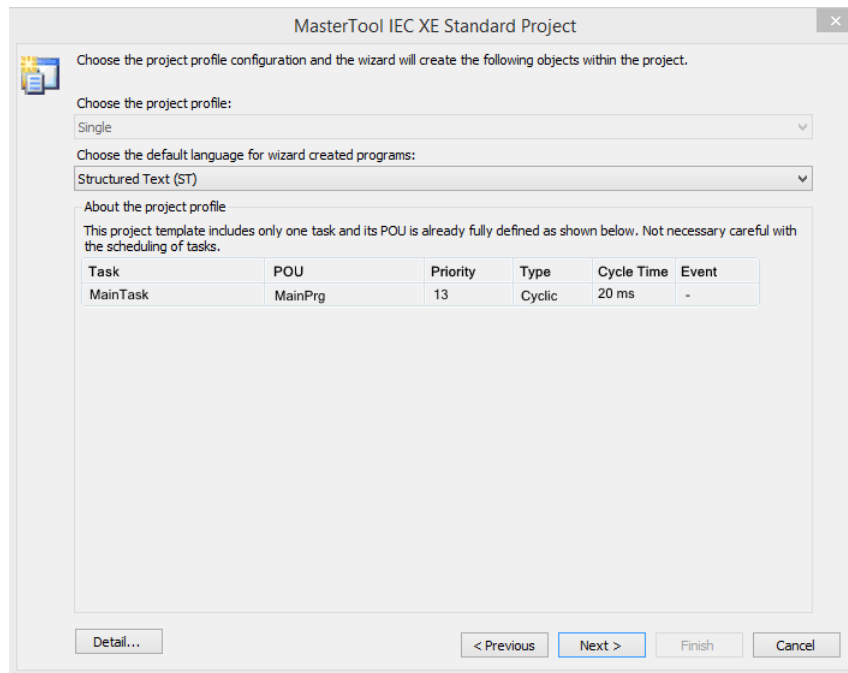 MasterTool IEC XE Standard Project
Choose the project profile configuration and the wizard will create the following objects within the project.
Choose the project profile:
Single
Choose the default language for wizard created programs:
Structured Text (ST)
About the project profile
This project template includes only one task and its POU is already fully defined as shown below. Not necessary careful with
the scheduling of tasks.
Task POU Priority Type Cycle Time Event
MainTask MainPrg 13 Cyclic 20 ms -
Detail... < Previous Next > Finish Cancel